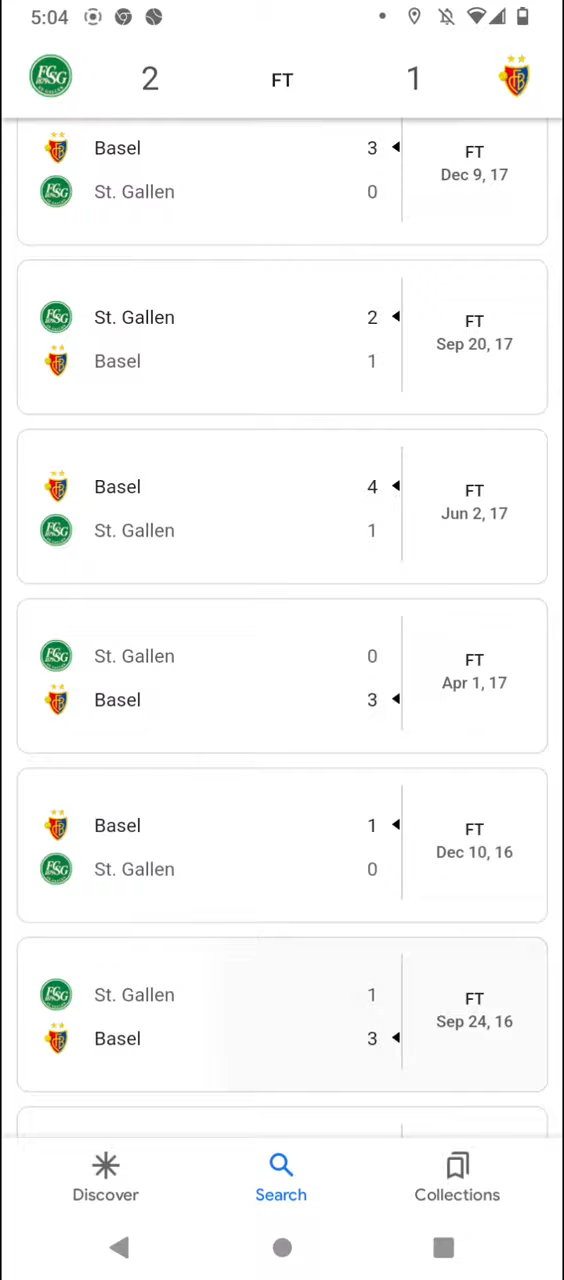 5:04
2 FT 1
Basel 3 FT
St. Gallen 0 Dec 9, 17
St. Gallen 2 FT
Basel 1 Sep 20, 17
Basel 4 FT
St. Gallen 1 Jun 2, 17
St. Gallen 0 FT
Basel 3 Apr 1, 17
Basel 1 FT
St. Gallen 0 Dec 10, 16
St. Gallen 1 FT
Basel 3 Sep 24, 16
Discover Search Collections